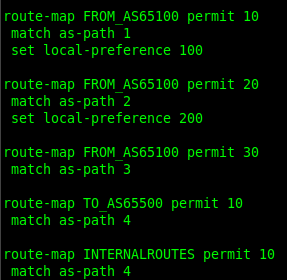 route-map FROM_AS65100 permit 10
match as-path 1
set local-preference 100
route-map FROM_AS65100 permit 20
match as-path 2
set local-preference 200
route-map FROM_AS65100 permit 30
match as-path 3
route-map TO_AS65500 permit 10
match as-path 4
route-map INTERNALROUTES permit 10
match as-path 4